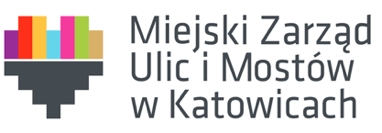 Miejski Zarząd
Ulic i Mostów
w Katowicach